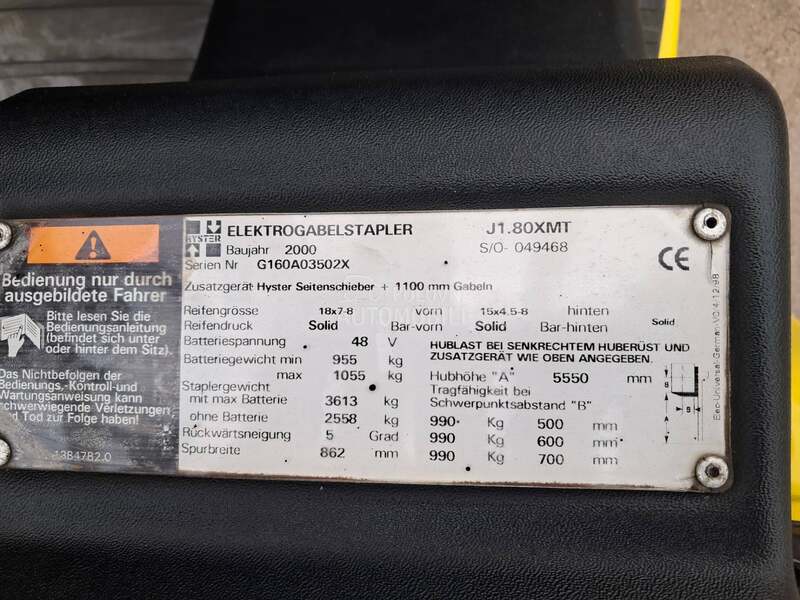 HYSTER ELEKTROGABELSTAPLER J1.80XMT
Baujahr 2000 S/O- 049468
Serien Nr G160A03502X
CE
Zusatzgerät Hyster Seitenschieber + 1100 mm Gabeln
Reifengrösse 18x7-8 vorn 15x4.5-8 hinten
Reifendruck Solid Bar-vorn Solid Bar-hinten Solid
Batteriespannung 48 V
Batteriegewicht min 955 kg
max 1055 kg
Staplergewicht
mit max Batterie 3613 kg
ohne Batterie 2558 kg
Rückwärtsneigung 5 Grad
Spurbreite 862 mm
HUBLAST BEI SENKRECHTEM HUBERÜST UND
ZUSATZGERÄT WIE OBEN ANGEGEBEN.
Hubhöhe "A" 5550 mm
Tragfähigkeit bei
Schwerpunktsabstand "B"
990 Kg 500 mm
990 Kg 600 mm
990 Kg 700 mm
Bedienung nur durch
ausgebildete Fahrer
Bitte lesen Sie die
Bedienungsanleitung
(befindet sich unter
oder hinter dem Sitz).
Das Nichtbefolgen der
Bedienungs,-Kontroll-und
Wartungsanweisung kann
schwerwiegende Verletzungen
Tod zur Folge haben!